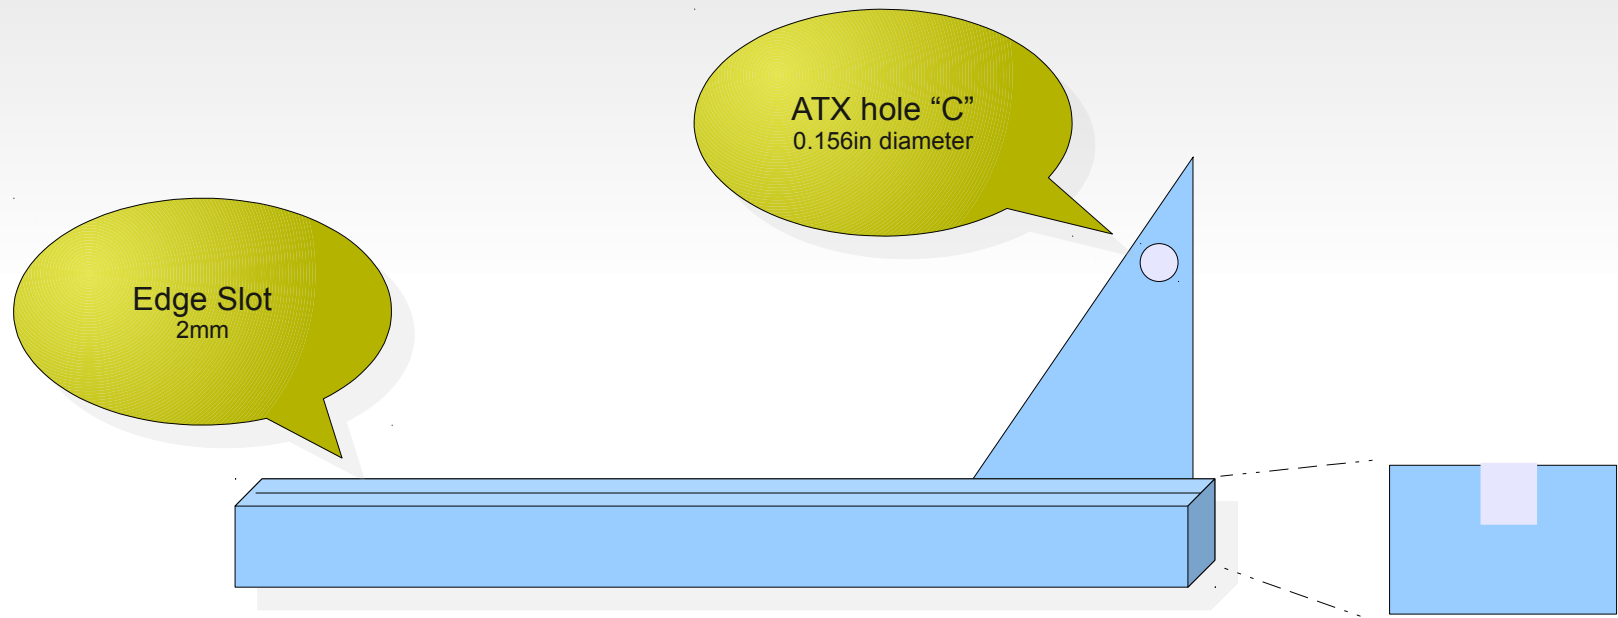 ATX hole “C”
0.156in diameter
Edge Slot
2mm